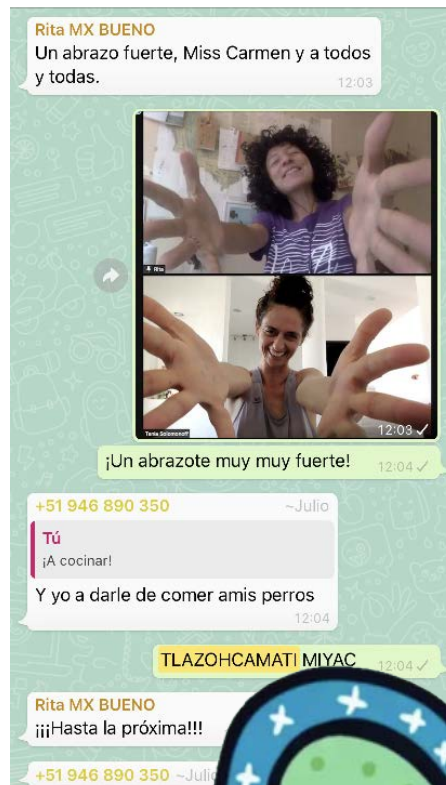 Rita MX BUENO
Un abrazo fuerte, Miss Carmen y a todos
y todas.
12:03
Rita
Tania Solomonoff
12:03
¡Un abrazote muy muy fuerte!
12:04
+51 946 890 350
~Julio
Tú
¡A cocinar!
Y yo a darle de comer amis perros
12:04
TLAZOHCAMATI MIYAC
12:04
Rita MX BUENO
¡¡¡Hasta la próxima!!!
+51 946 890 350 ~Julio